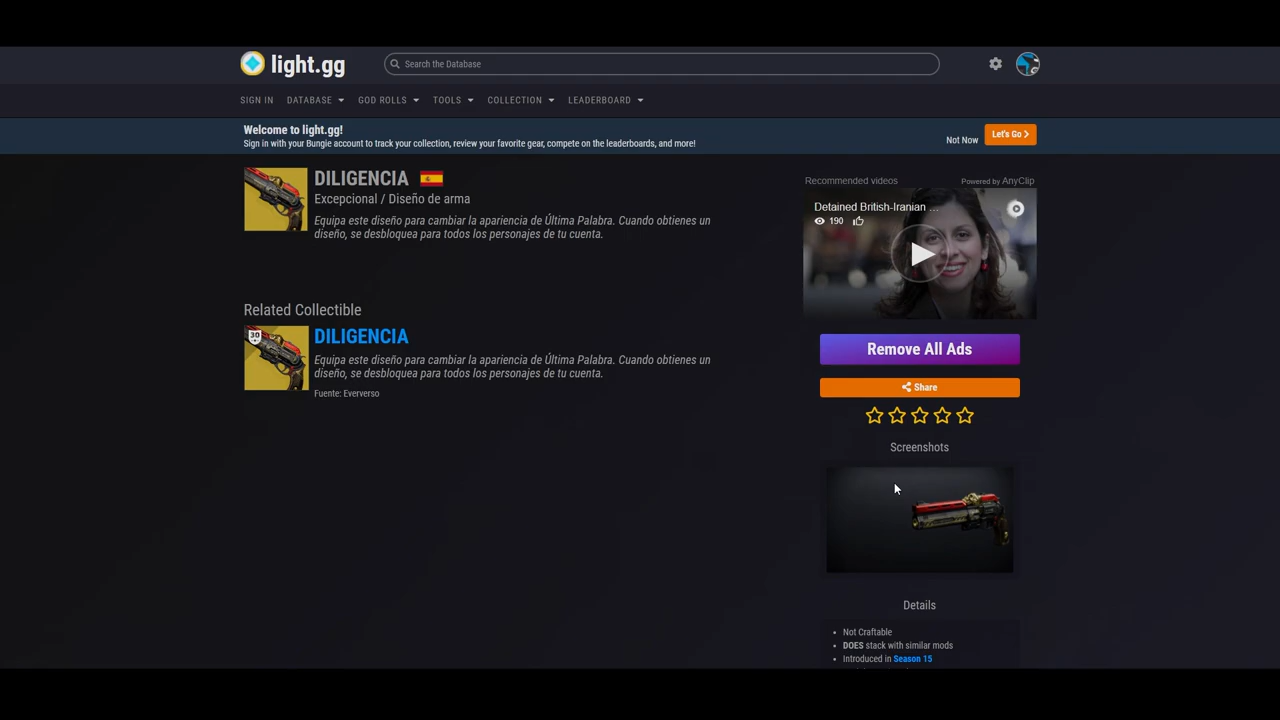 light.gg
Search the Database
SIGN IN DATABASE GOD ROLLS TOOLS COLLECTION LEADERBOARD
Welcome to light.gg!
Sign in with your Bungie account to track your collection, review your favorite gear, compete on the leaderboards, and more!
Not Now
Let's Go
DILIGENCIA
Excepcional / Diseño de arma
Equipa este diseño para cambiar la apariencia de Última Palabra. Cuando obtienes un
diseño, se desbloquea para todos los personajes de tu cuenta.
Related Collectible
30
DILIGENCIA
Equipa este diseño para cambiar la apariencia de Última Palabra. Cuando obtienes un
diseño, se desbloquea para todos los personajes de tu cuenta.
Fuente: Eververso
Recommended videos
Powered by AnyClip
Detained British-Iranian ...
190
Remove All Ads
Share
Screenshots
Details
Not Craftable
DOES stack with similar mods
Introduced in Season 15